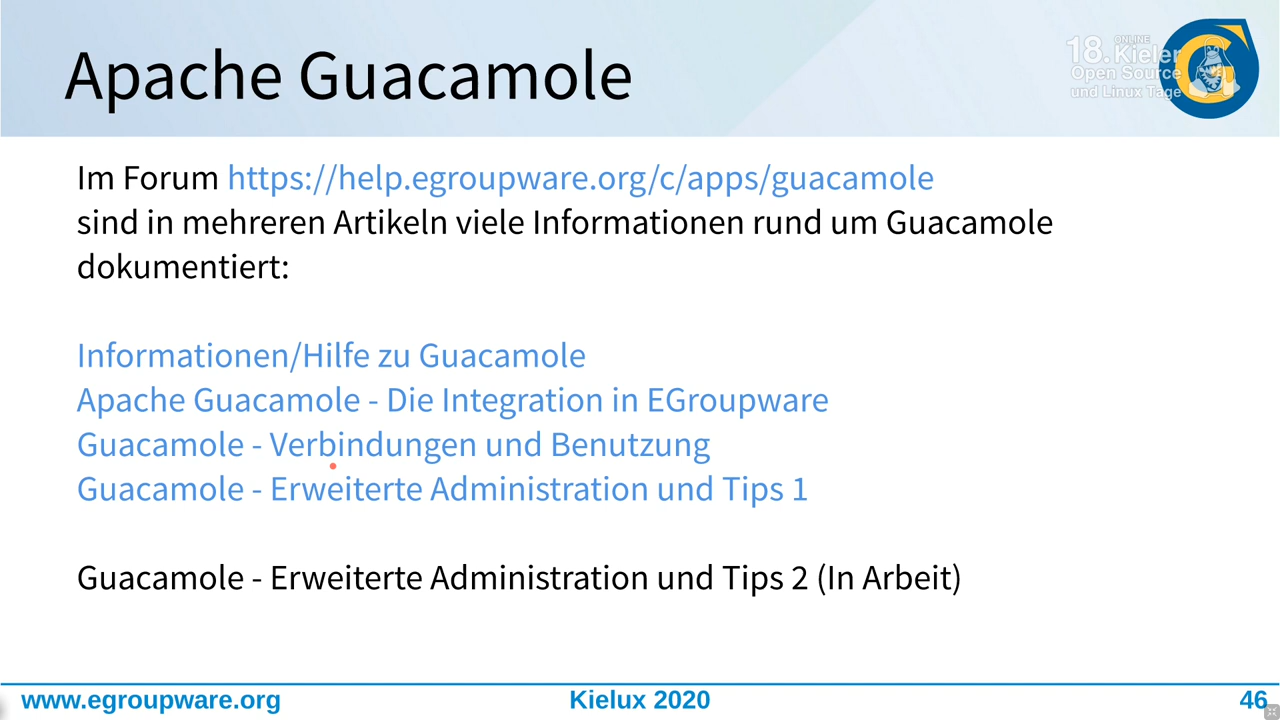 Apache Guacamole
18. ONLINE Kieler
Open Source
und Linux Tage
Im Forum https://help.egroupware.org/c/apps/guacamole
sind in mehreren Artikeln viele Informationen rund um Guacamole
dokumentiert:
Informationen/Hilfe zu Guacamole
Apache Guacamole - Die Integration in EGroupware
Guacamole - Verbindungen und Benutzung
Guacamole - Erweiterte Administration und Tips 1
Guacamole - Erweiterte Administration und Tips 2 (In Arbeit)
www.egroupware.org Kielux 2020 46